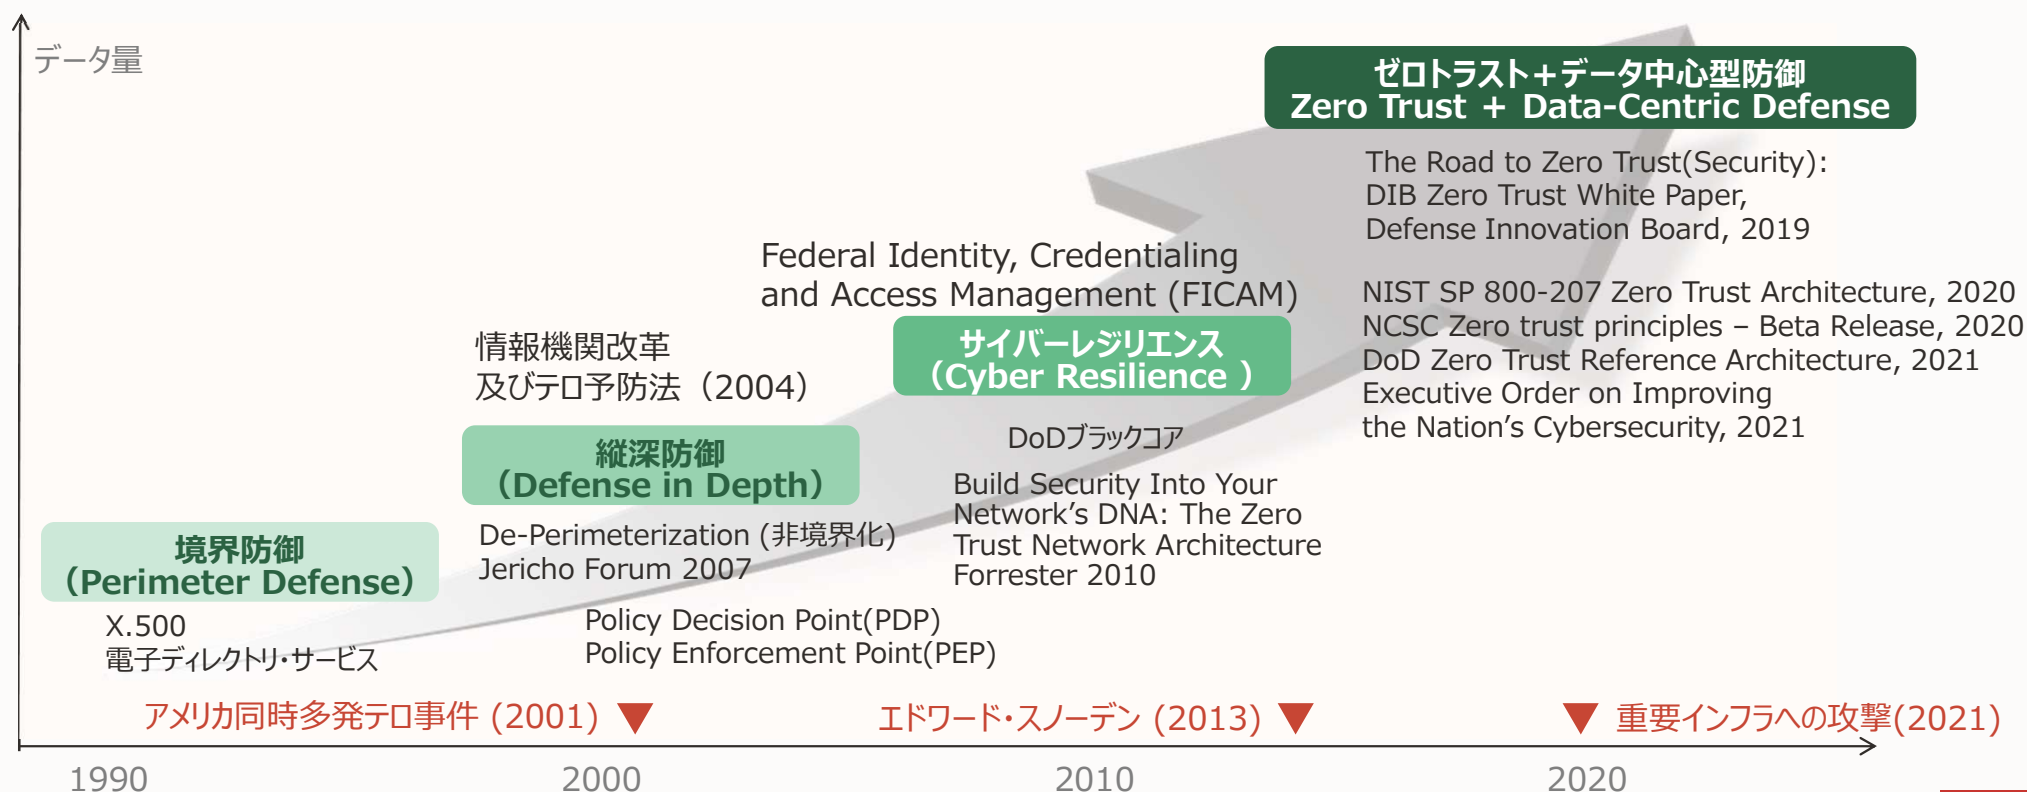 データ量
ゼロトラスト+データ中心型防御
Zero Trust + Data-Centric Defense
The Road to Zero Trust(Security):
DIB Zero Trust White Paper,
Defense Innovation Board, 2019
NIST SP 800-207 Zero Trust Architecture, 2020
NCSC Zero trust principles – Beta Release, 2020
DoD Zero Trust Reference Architecture, 2021
Executive Order on Improving
the Nation's Cybersecurity, 2021
Federal Identity, Credentialing
and Access Management (FICAM)
サイバーレジリエンス
（Cyber Resilience ）
DoDブラックコア
Build Security Into Your
Network's DNA: The Zero
Trust Network Architecture
Forrester 2010
情報機関改革
及びテロ予防法（2004）
縦深防御
（Defense in Depth）
De-Perimeterization (非境界化)
Jericho Forum 2007
Policy Decision Point(PDP)
Policy Enforcement Point(PEP)
境界防御
（Perimeter Defense）
X.500
電子ディレクトリ・サービス
アメリカ同時多発テロ事件 (2001) ▼
エドワード・スノーデン (2013) ▼
▼ 重要インフラへの攻撃(2021)
1990
2000
2010
2020